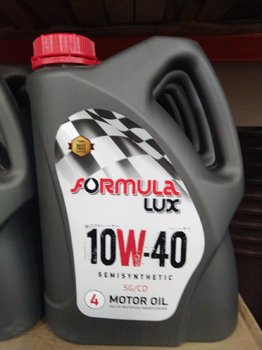 FORMULA
LUX
10W-40
SEMISYNTHETIC
SG/CD
4 MOTOR OIL